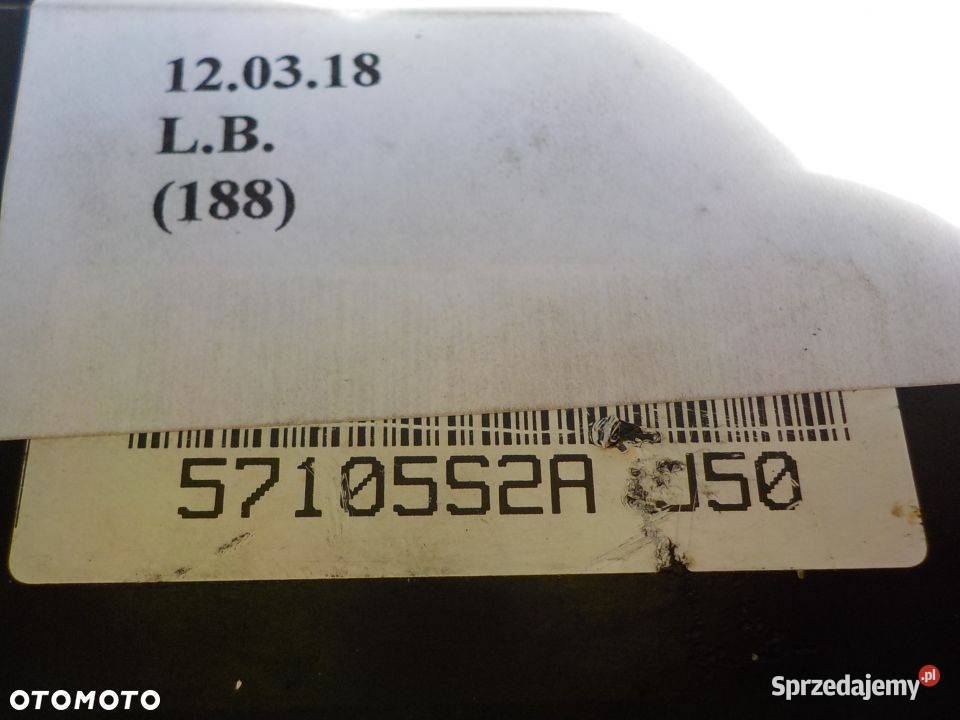 12.03.18
L.B.
(188)
57105S2A J50
OTOMOTO
Sprzedajemy.pl